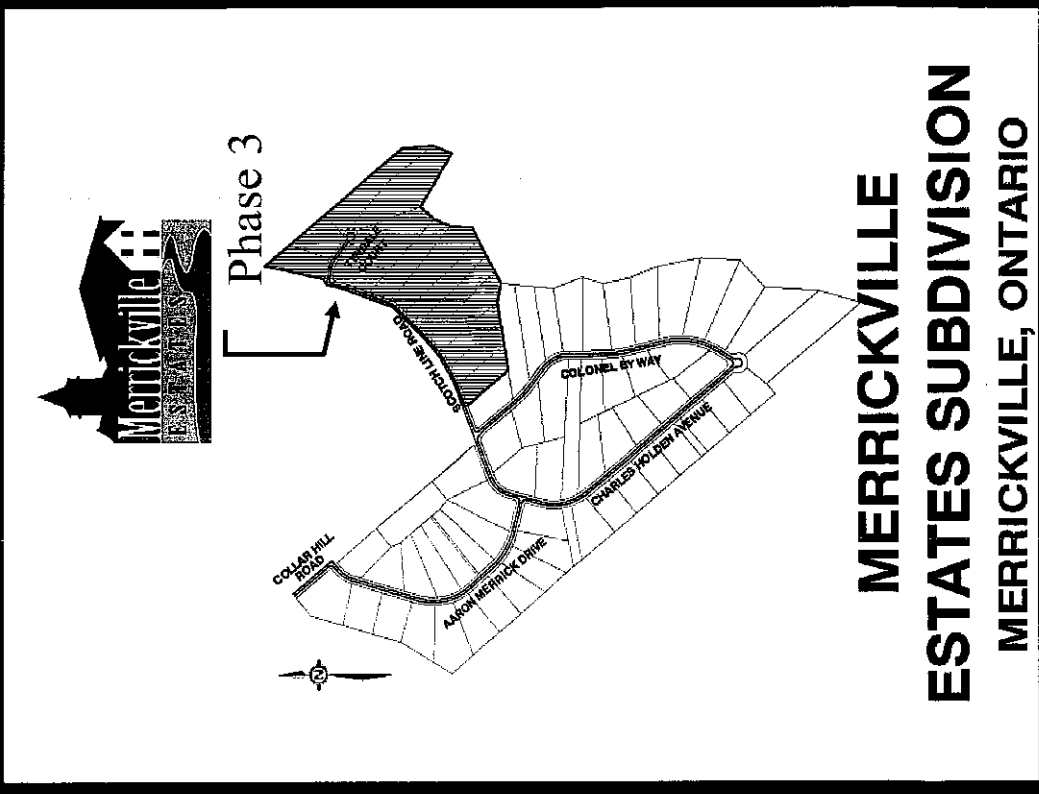 Merrickville
ESTATES
Phase 3
COURT
SCOTCH LINE ROAD
COLONEL BY WAY
CHARLES HOLDEN AVENUE
COLLAR HILL
ROAD
AARON MERRICK DRIVE
N
MERRICKVILLE
ESTATES SUBDIVISION
MERRICKVILLE, ONTARIO